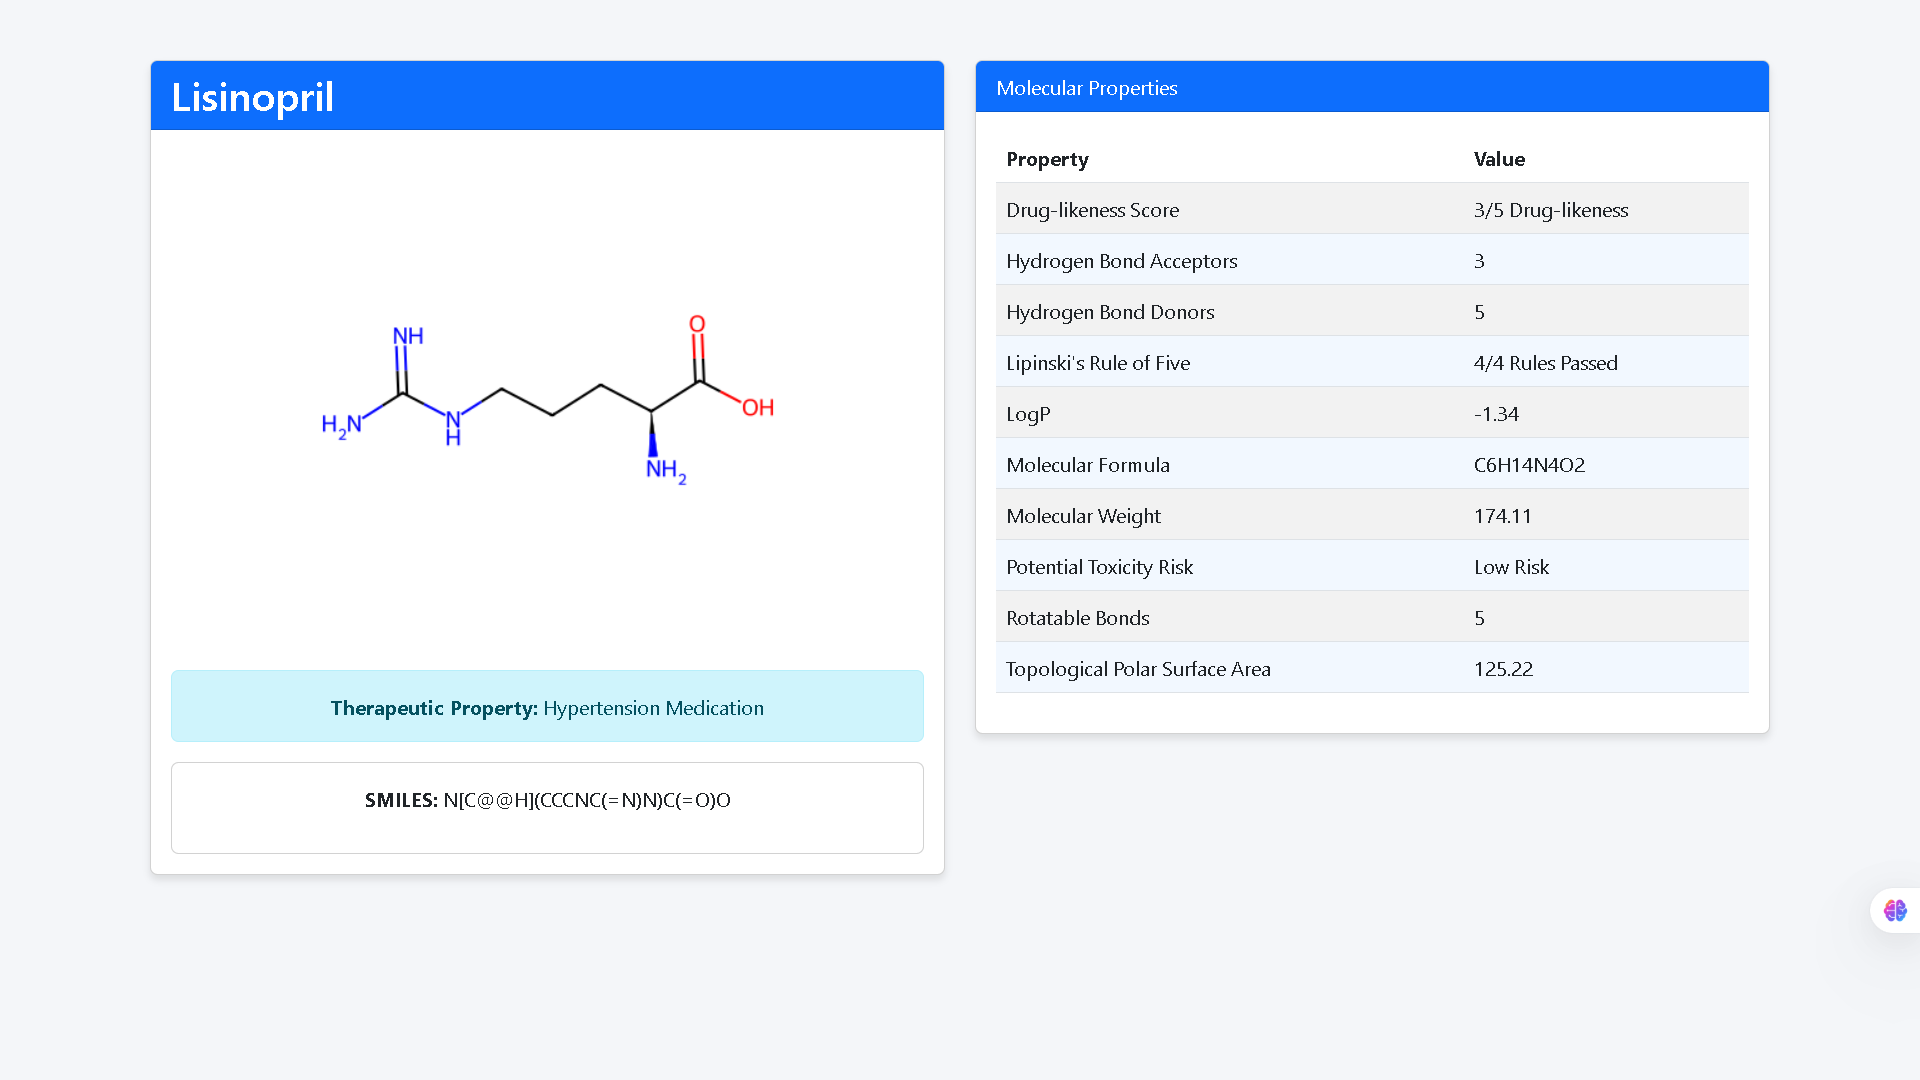 Lisinopril
NH
H2N
N
H
O
OH
NH2
Therapeutic Property: Hypertension Medication
SMILES: N[C@@H](CCCNC(=N)N)C(=O)O
Molecular Properties
Property Value
Drug-likeness Score 3/5 Drug-likeness
Hydrogen Bond Acceptors 3
Hydrogen Bond Donors 5
Lipinski's Rule of Five 4/4 Rules Passed
LogP -1.34
Molecular Formula C6H14N4O2
Molecular Weight 174.11
Potential Toxicity Risk Low Risk
Rotatable Bonds 5
Topological Polar Surface Area 125.22